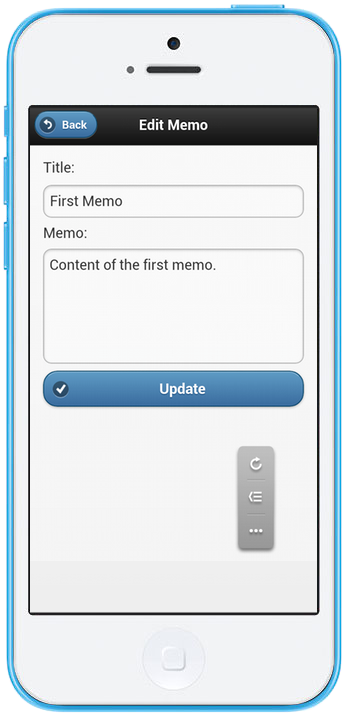 Back
Edit Memo
Title:
First Memo
Memo:
Content of the first memo.
Update